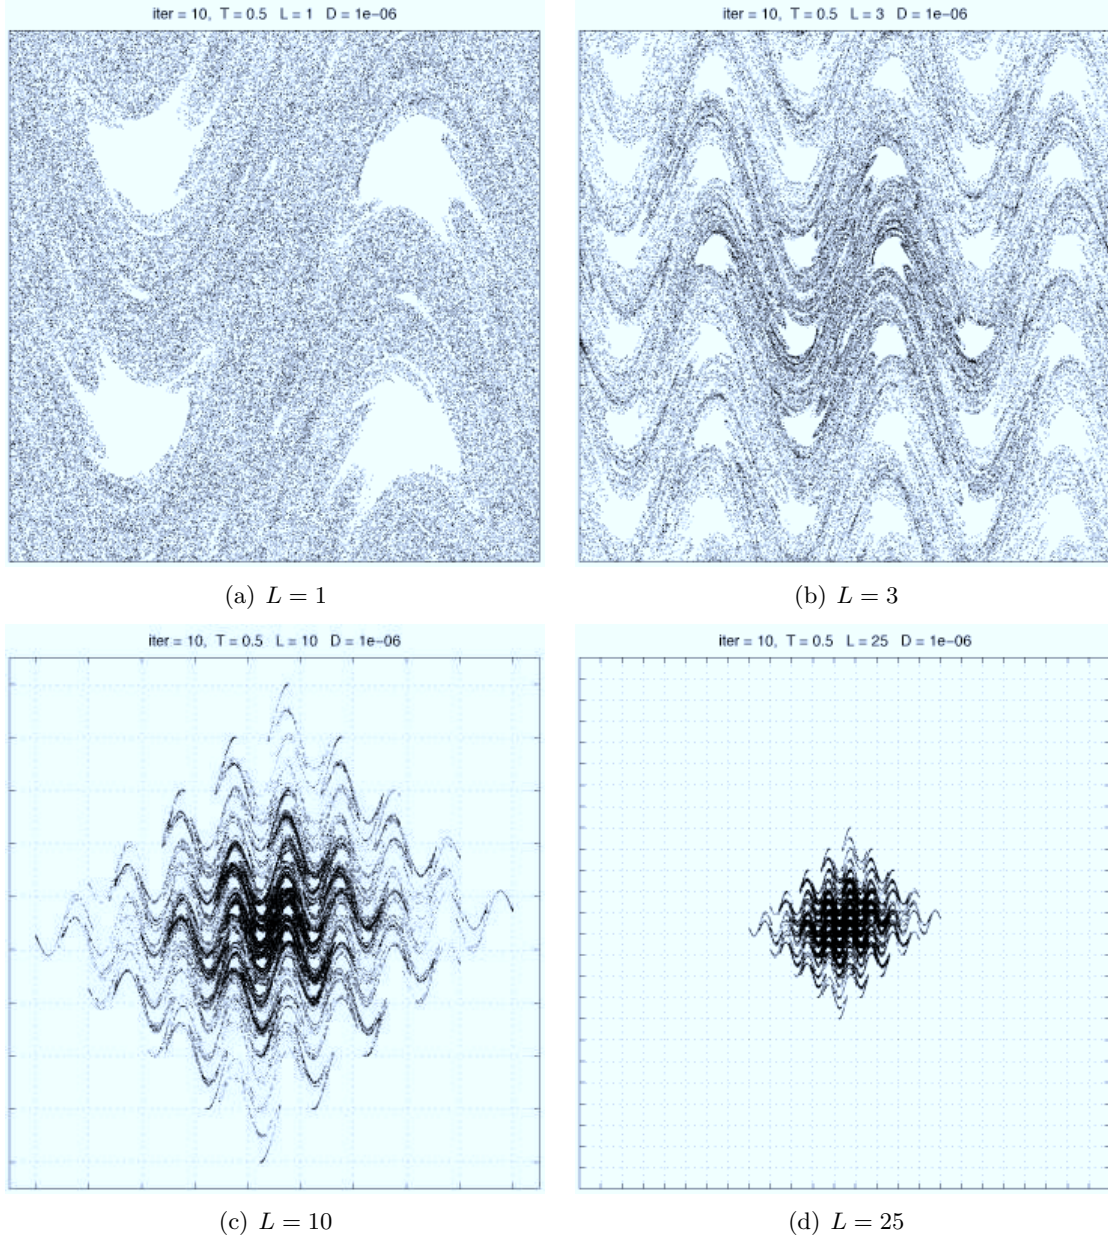 iter = 10, T = 0.5 L = 1 D = 1e−06
iter = 10, T = 0.5 L = 3 D = 1e−06
(a) L = 1
(b) L = 3
iter = 10, T = 0.5 L = 10 D = 1e−06
iter = 10, T = 0.5 L = 25 D = 1e−06
(c) L = 10
(d) L = 25